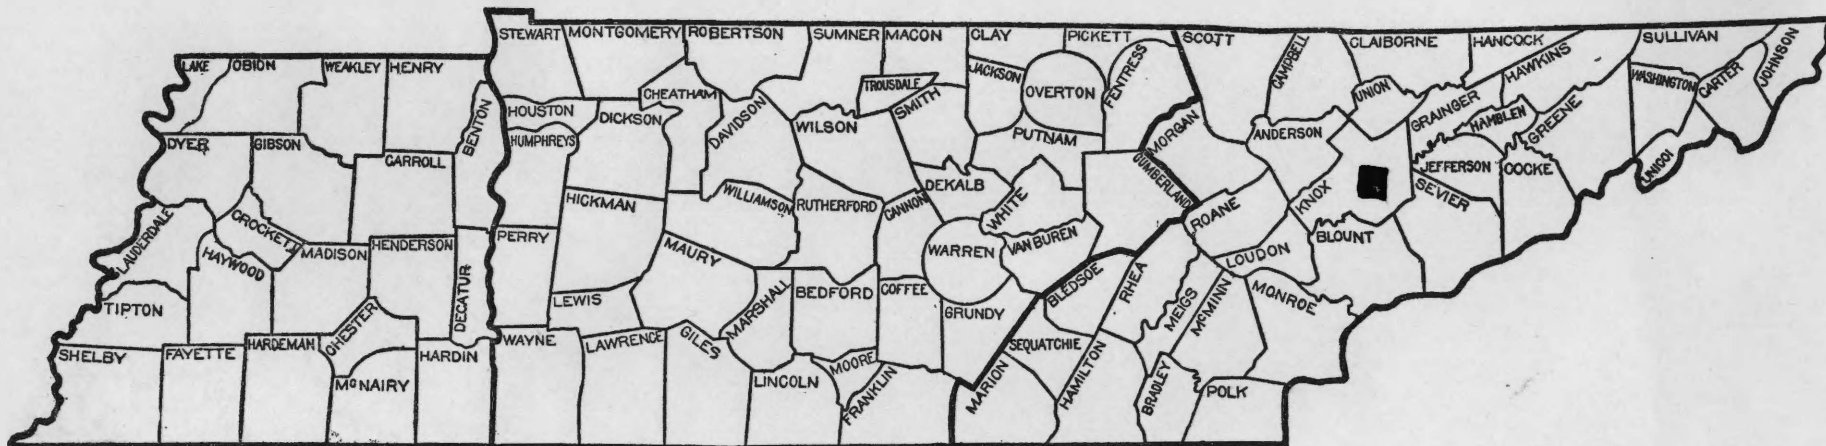 STEWART
MONTGOMERY
ROBERTSON
SUMNER
MACON
CLAY
PICKETT
SCOTT
CLAIBORNE
HANCOCK
SULLIVAN
JOHNSON
LAKE
OBION
WEAKLEY
HENRY
BENTON
HOUSTON
DICKSON
CHEATHAM
DAVIDSON
TROUSDALE
SMITH
JACKSON
OVERTON
FENTRESS
CAMPBELL
UNION
GRAINGER
HAWKINS
HAMBLEN
GREENE
WASHINGTON
CARTER
UNICOI
DYER
GIBSON
CARROLL
HUMPHREYS
WILSON
PUTNAM
MORGAN
ANDERSON
JEFFERSON
COCKE
LAUDERDALE
CROCKETT
HAYWOOD
MADISON
HENDERSON
DECATUR
PERRY
HICKMAN
WILLIAMSON
RUTHERFORD
CANNON
DEKALB
WHITE
CUMBERLAND
ROANE
KNOX
SEVIER
MAURY
WARREN
VAN BUREN
LOUDON
BLOUNT
TIPTON
LEWIS
MARSHALL
BEDFORD
COFFEE
GRUNDY
BLEDSOE
RHEA
MEIGS
McMINN
MONROE
SHELBY
FAYETTE
HARDEMAN
CHESTER
McNAIRY
HARDIN
WAYNE
LAWRENCE
GILES
LINCOLN
MOORE
FRANKLIN
MARION
SEQUATCHIE
HAMILTON
BRADLEY
POLK